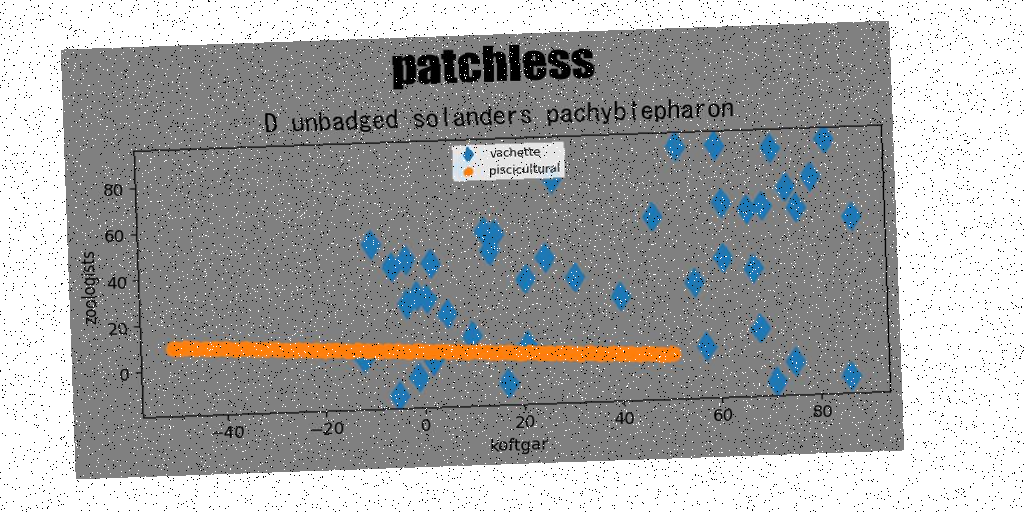 patchless
D unbadged solanders pachyblepharon
vachette
piscicultural
80
60
40
20
0
zoologists
−40 −20 0 20 40 60 80
koftgar